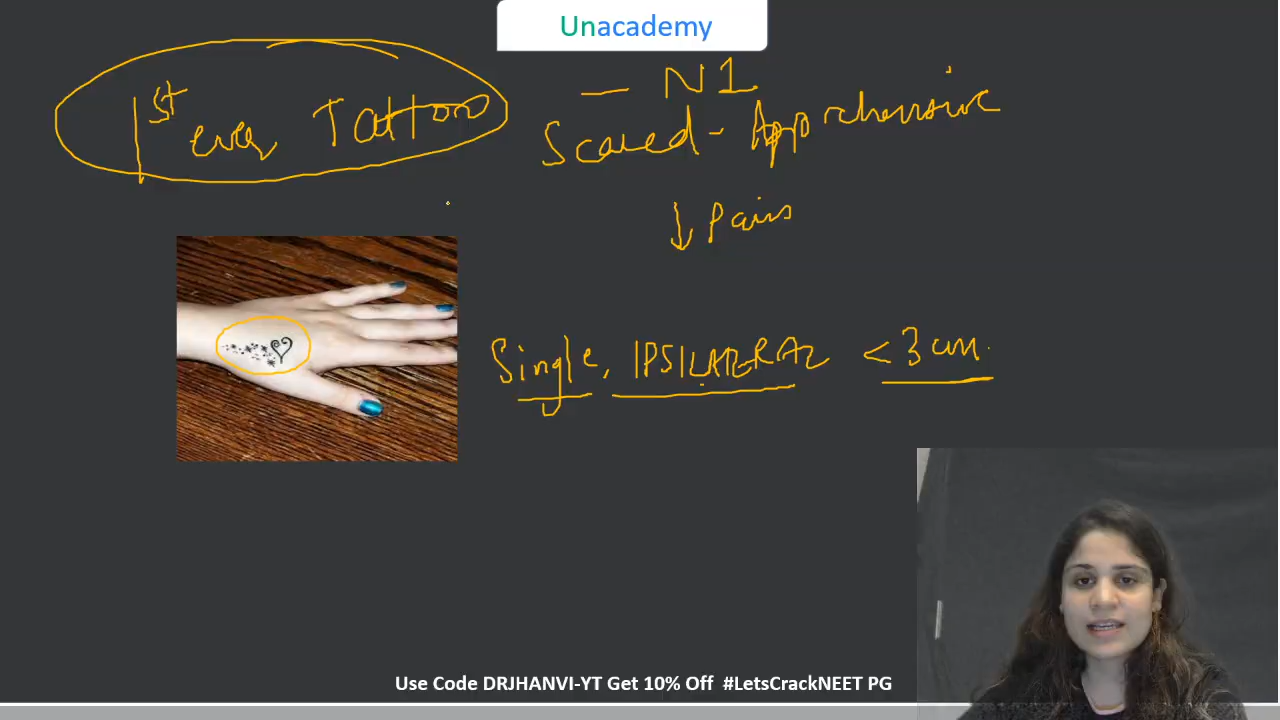 Unacademy
1st ever Tattoo
— N1
Scared - Apprehensive
↓ Pain
Single, IPSILATERAL < 3 cm.
Use Code DRJHANVI-YT Get 10% Off #LetsCrackNEET PG